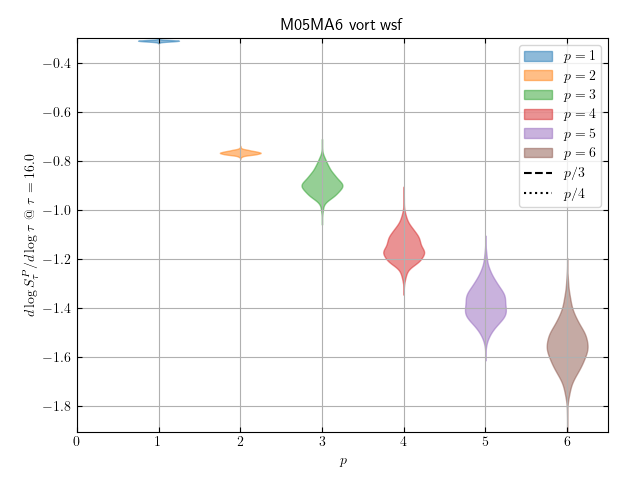 M05MA6 vort wsf
d log S_τ^P / d log τ @ τ = 16.0
−0.4
−0.6
−0.8
−1.0
−1.2
−1.4
−1.6
−1.8
0 1 2 3 4 5 6
p
p = 1
p = 2
p = 3
p = 4
p = 5
p = 6
p/3
p/4